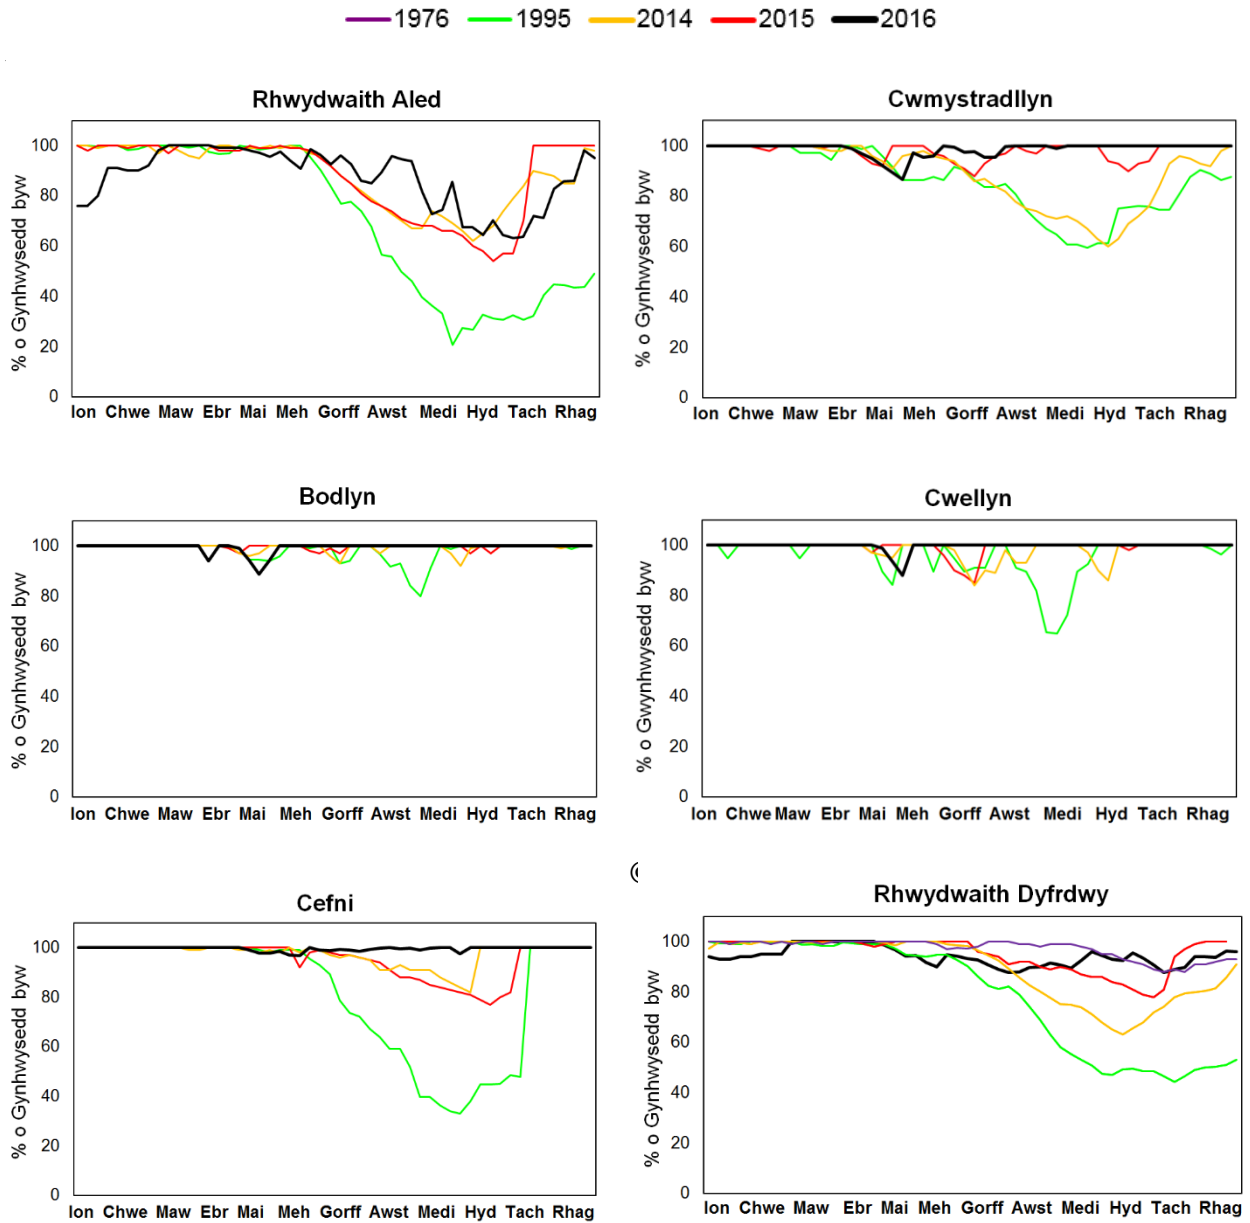 1976 1995 2014 2015 2016
Rhwydwaith Aled
% o Gynhwysedd byw
100
80
60
40
20
0
Ion Chwe Maw Ebr Mai Meh Gorff Awst Medi Hyd Tach Rhag
Cwmystradllyn
% o Gynhwysedd byw
100
80
60
40
20
0
Ion Chwe Maw Ebr Mai Meh Gorff Awst Medi Hyd Tach Rhag
Bodlyn
% o Gynhwysedd byw
100
80
60
40
20
0
Ion Chwe Maw Ebr Mai Meh Gorff Awst Medi Hyd Tach Rhag
Cwellyn
% o Gwynhwysedd byw
100
80
60
40
20
0
Ion Chwe Maw Ebr Mai Meh Gorff Awst Medi Hyd Tach Rhag
Cefni
% o Gynhwysedd byw
100
80
60
40
20
0
Ion Chwe Maw Ebr Mai Meh Gorff Awst Medi Hyd Tach Rhag
Rhwydwaith Dyfrdwy
% o Gynhwysedd byw
100
80
60
40
20
0
Ion Chwe Maw Ebr Mai Meh Gorff Awst Medi Hyd Tach Rhag